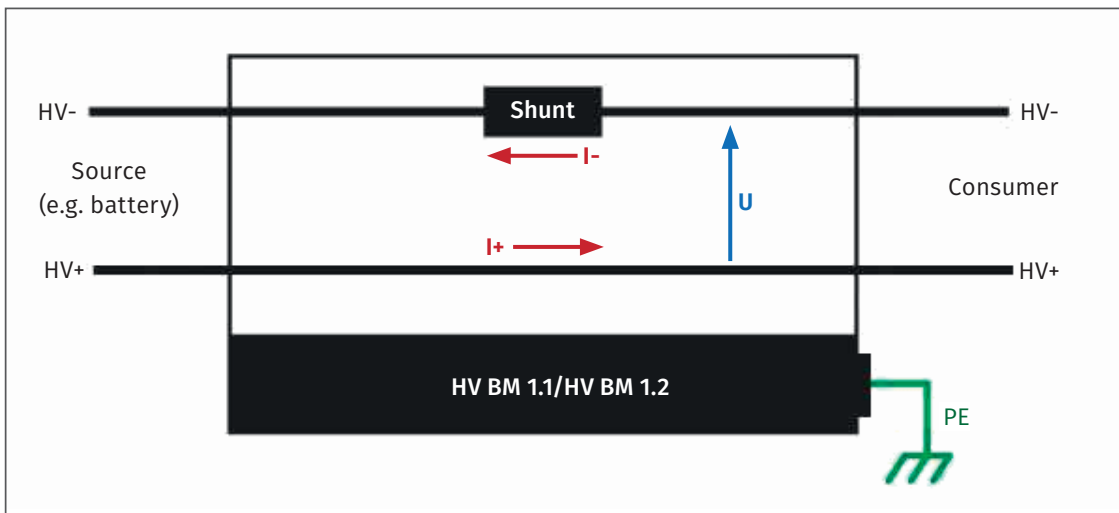 HV-
Shunt
HV-
I-
Source
(e.g. battery)
Consumer
U
I+
HV+
HV+
HV BM 1.1/HV BM 1.2
PE